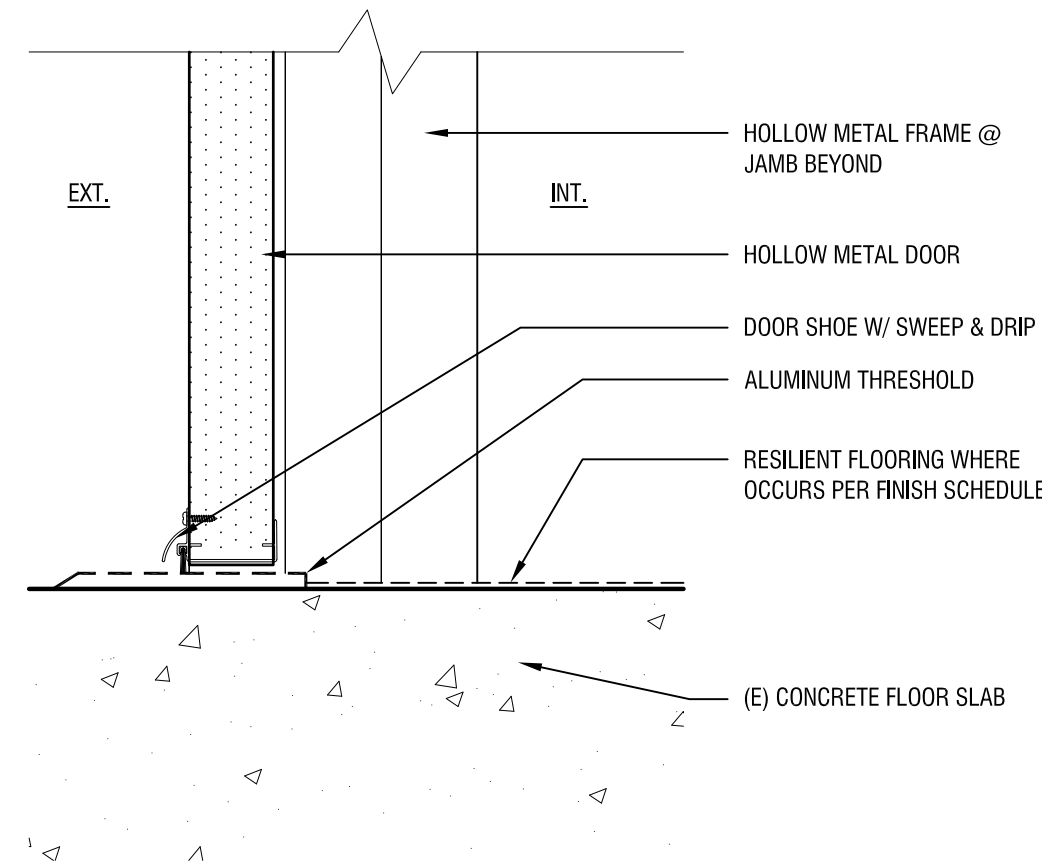 HOLLOW METAL FRAME @
JAMB BEYOND
EXT.
INT.
HOLLOW METAL DOOR
DOOR SHOE W/ SWEEP & DRIP
ALUMINUM THRESHOLD
RESILIENT FLOORING WHERE
OCCURS PER FINISH SCHEDULE
(E) CONCRETE FLOOR SLAB